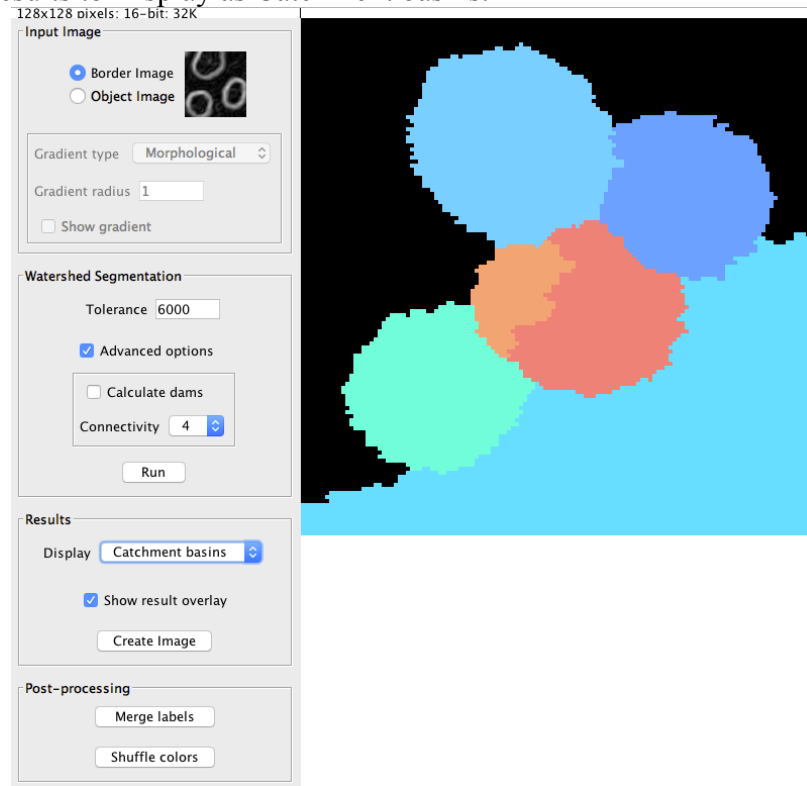 128x128 pixels; 16-bit; 32K
Input Image
Border Image
Object Image
Gradient type Morphological
Gradient radius 1
Show gradient
Watershed Segmentation
Tolerance 6000
Advanced options
Calculate dams
Connectivity 4
Run
Results
Display Catchment basins
Show result overlay
Create Image
Post-processing
Merge labels
Shuffle colors